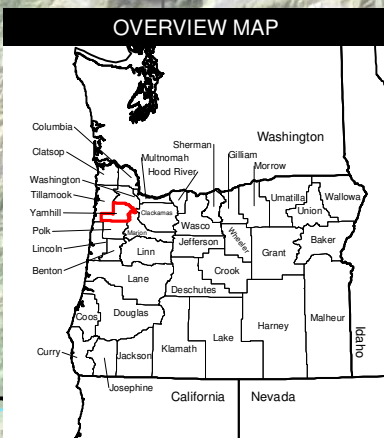 OVERVIEW MAP
Columbia
Clatsop
Washington
Tillamook
Yamhill
Polk
Lincoln
Benton
Multnomah
Hood River
Sherman
Gilliam
Morrow
Washington
Umatilla
Wallowa
Union
Clackamas
Wasco
Wheeler
Marion
Jefferson
Grant
Baker
Linn
Crook
Lane
Deschutes
Coos
Douglas
Malheur
Harney
Lake
Klamath
Curry
Jackson
Josephine
Idaho
California
Nevada